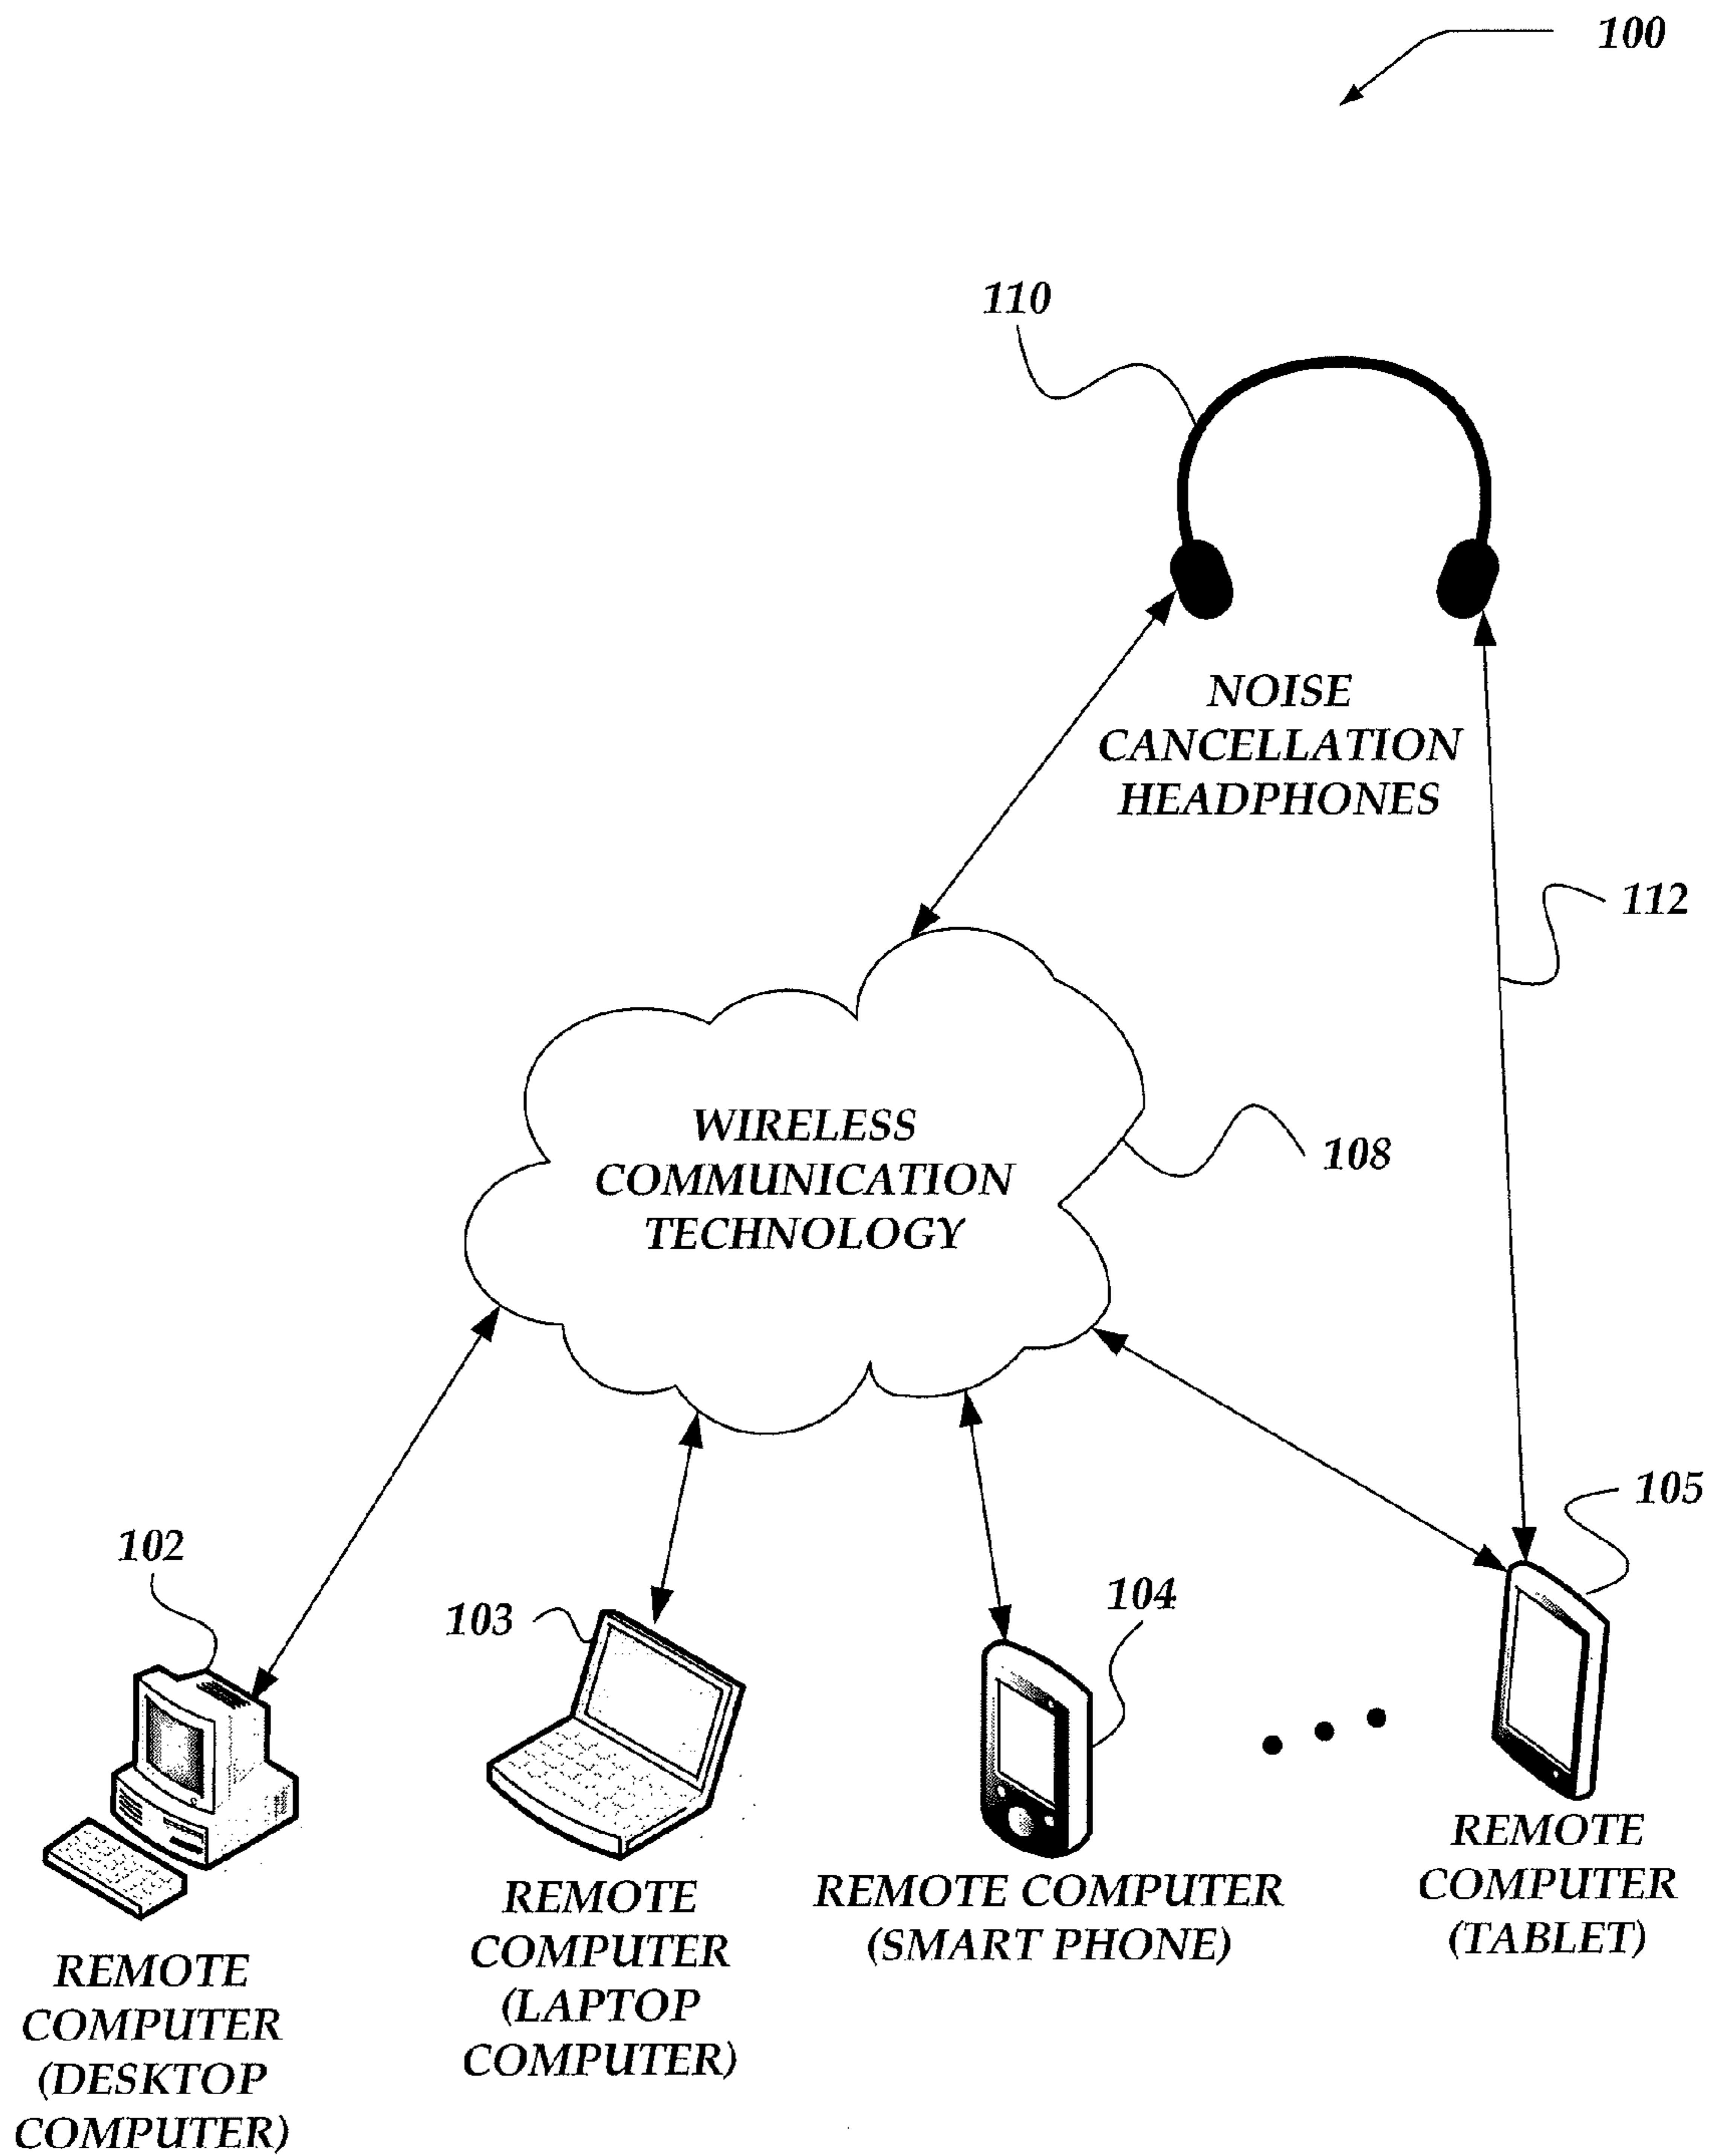 100
110
NOISE
CANCELLATION
HEADPHONES
112
WIRELESS
COMMUNICATION
TECHNOLOGY
108
105
102
103
104
REMOTE
COMPUTER
(DESKTOP
COMPUTER)
REMOTE
COMPUTER
(LAPTOP
COMPUTER)
REMOTE COMPUTER
(SMART PHONE)
REMOTE
COMPUTER
(TABLET)